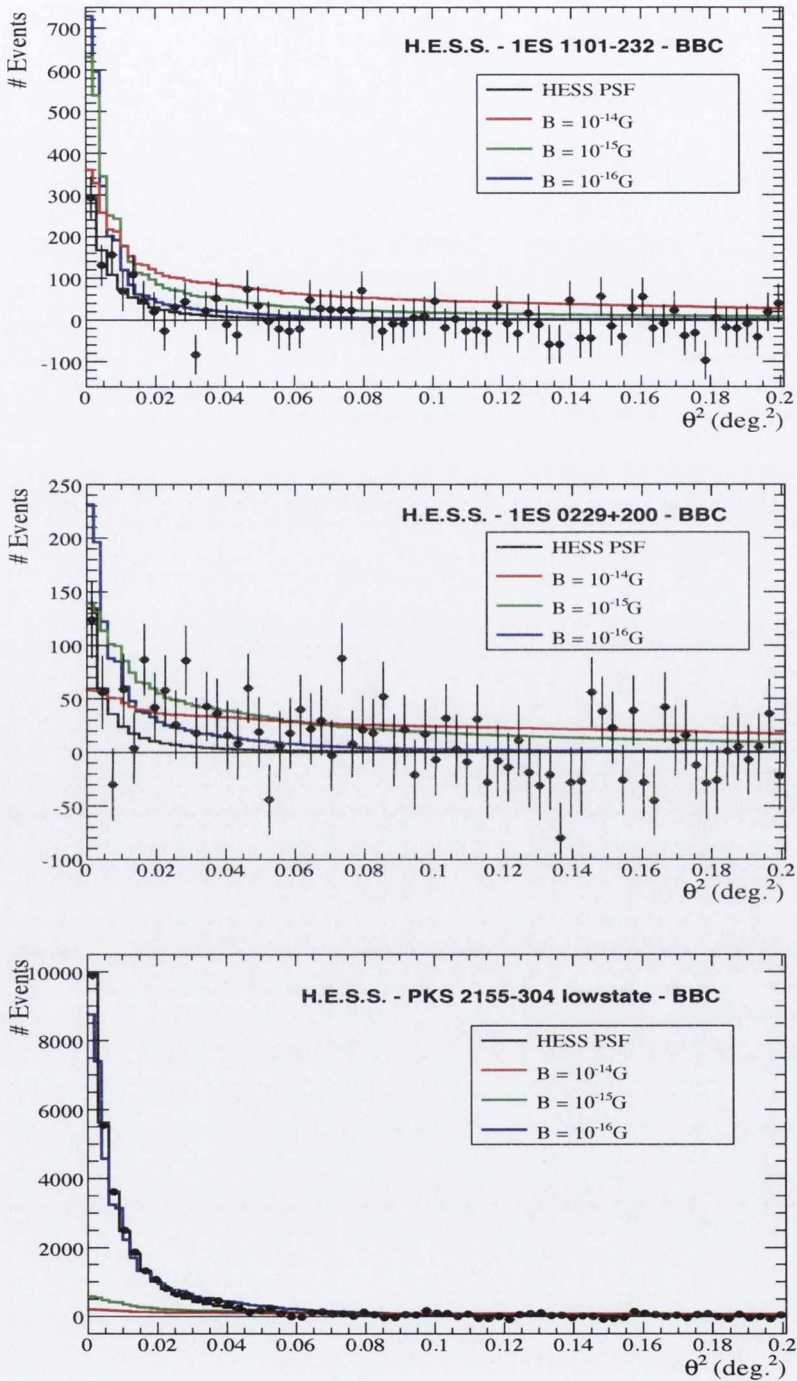 # Events
H.E.S.S. - 1ES 1101-232 - BBC
HESS PSF
B = 10⁻¹⁴G
B = 10⁻¹⁵G
B = 10⁻¹⁶G
700
600
500
400
300
200
100
0
-100
0 0.02 0.04 0.06 0.08 0.1 0.12 0.14 0.16 0.18 0.2
θ² (deg.²)
# Events
H.E.S.S. - 1ES 0229+200 - BBC
HESS PSF
B = 10⁻¹⁴G
B = 10⁻¹⁵G
B = 10⁻¹⁶G
250
200
150
100
50
0
-50
-100
0 0.02 0.04 0.06 0.08 0.1 0.12 0.14 0.16 0.18 0.2
θ² (deg.²)
# Events
H.E.S.S. - PKS 2155-304 lowstate - BBC
HESS PSF
B = 10⁻¹⁴G
B = 10⁻¹⁵G
B = 10⁻¹⁶G
10000
8000
6000
4000
2000
0
0 0.02 0.04 0.06 0.08 0.1 0.12 0.14 0.16 0.18 0.2
θ² (deg.²)